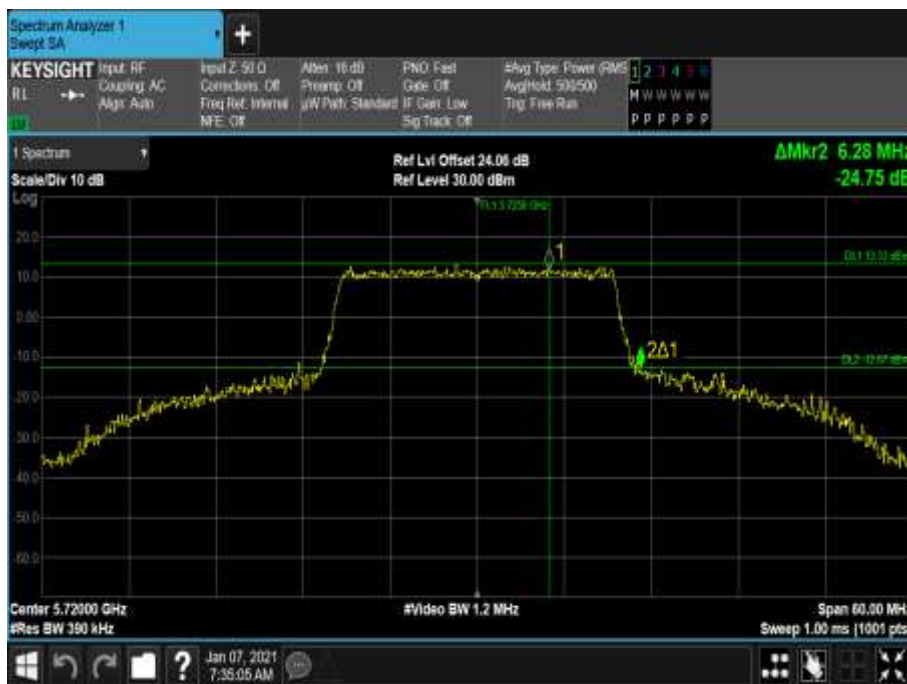 Spectrum Analyzer 1
Swept SA
+
KEYSIGHT
RL
Input: RF
Coupling: AC
Align: Auto
Input Z: 50 Ω
Corrections: Off
Freq Ref: Internal
NFE: Off
Atten: 16 dB
Preamp: Off
µW Path: Standard
PNO: Fast
Gate: Off
IF Gain: Low
Sig Track: Off
#Avg Type: Power (RMS
Avg|Hold: 500/500
Trig: Free Run
1 2 3 4 5 6
M W W W W W
P P P P P P
1 Spectrum
Scale/Div 10 dB
Ref Lvl Offset 24.06 dB
Ref Level 30.00 dBm
ΔMkr2 6.28 MHz
-24.75 dB
Log
20.0
10.0
0.00
-10.0
-20.0
-30.0
-40.0
-50.0
-60.0
1
DL1 13.33 dBm
2Δ1
Center 5.72000 GHz
#Res BW 390 kHz
#Video BW 1.2 MHz
Span 60.00 MHz
Sweep 1.00 ms (1001 pts
?
Jan 07, 2021
7:35:05 AM